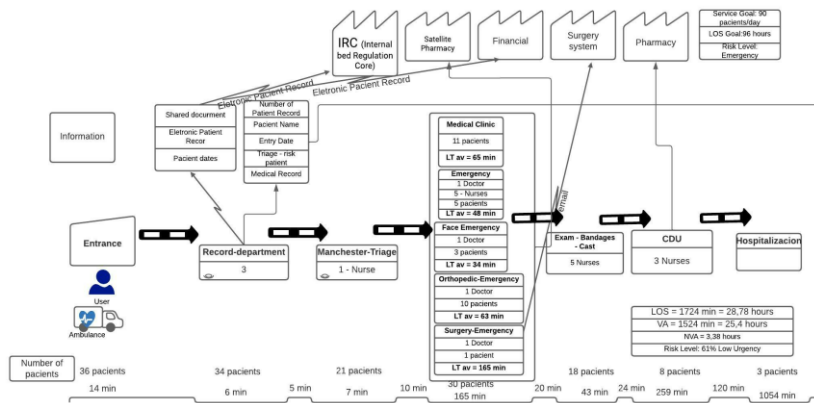 IRC (Internal
bed Regulation
Core)
Satellite
Pharmacy
Financial
Surgery
system
Pharmacy
Service Goal: 90
pacients/day
LOS Goal:96 hours
Risk Level:
Emergency
Eletronic Pacient Record
Eletronic Pacient Record
Information
Shared docurment
Eletronic Patient
Recor
Pacient dates
Number of
Patient Record
Pacient Name
Entry Date
Triage - risk
patient
Medical Record
Medical Clinic
11 pacients
LT av = 65 min
Emergency
1 Doctor
5 - Nurses
5 pacients
LT av = 48 min
Face Emergency
1 Doctor
3 pacients
LT av = 34 min
Orthopedic-Emergency
1 Doctor
10 pacients
LT av = 63 min
Surgery-Emergency
1 Doctor
1 pacient
LT av = 165 min
email
Entrance
User
Ambulance
Record-department
3
Manchester-Triage
1 - Nurse
Exam - Bandages
- Cast
5 Nurses
CDU
3 Nurses
Hospitalizacion
LOS = 1724 min = 28,78 hours
VA = 1524 min = 25,4 hours
NVA = 3,38 hours
Risk Level: 61% Low Urgency
Number of
pacients
36 pacients
34 pacients
21 pacients
30 pacients
18 pacients
8 pacients
3 pacients
14 min
6 min
5 min
7 min
10 min
165 min
20 min
43 min
24 min
259 min
120 min
1054 min